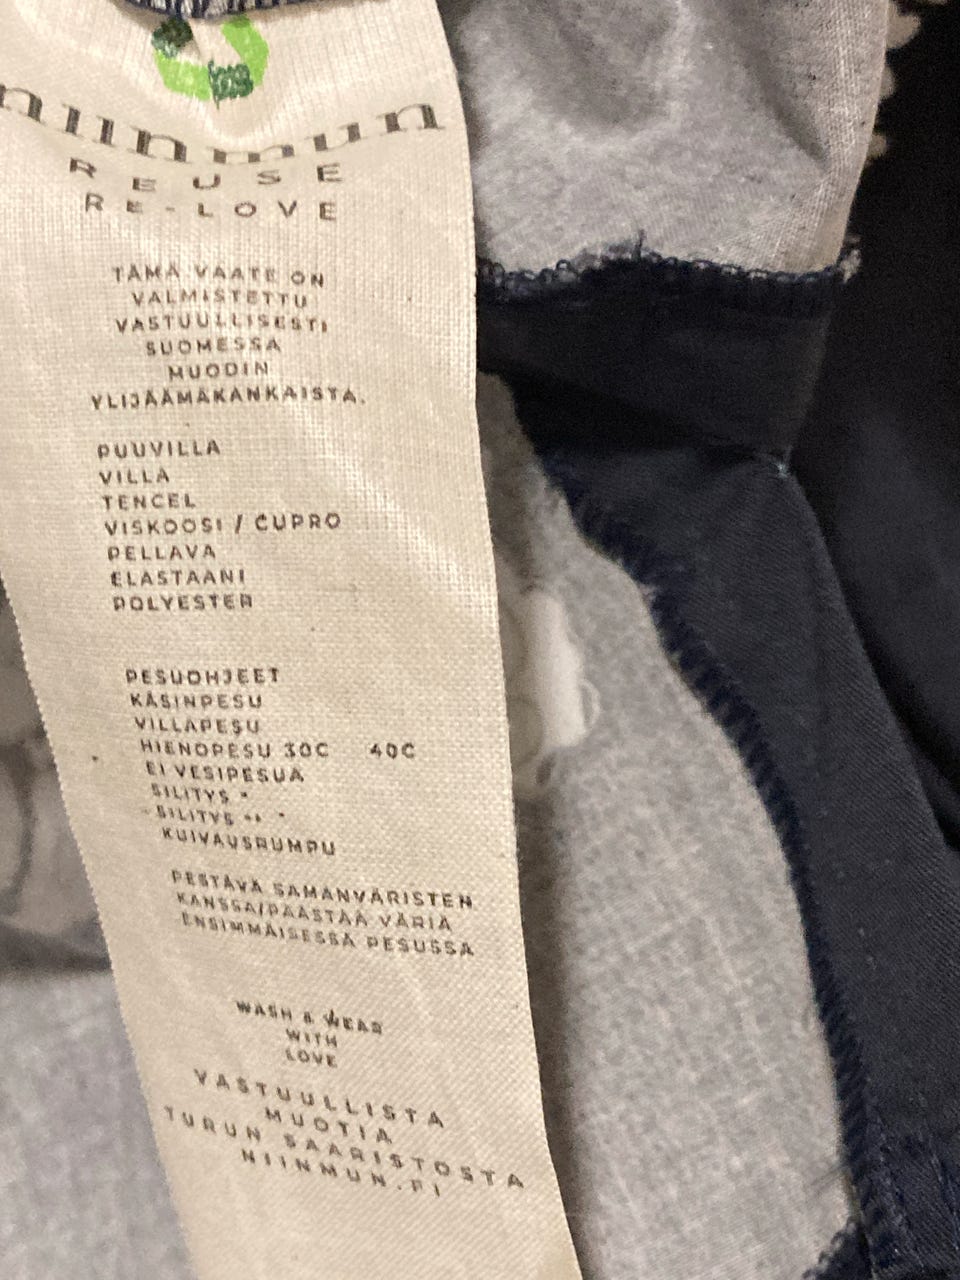 niinmun
REUSE
RE-LOVE
TÄMÄ VAATE ON
VALMISTETTU
VASTUULLISESTI
SUOMESSA
MUODIN
YLIJÄÄMÄKANKAISTA.
PUUVILLA
VILLA
TENCEL
VISKOOSI / CUPRO
PELLAVA
ELASTAANI
POLYESTER
PESUOHJEET
KÄSINPESU
VILLAPESU
HIENOPESU 30C 40C
EI VESIPESUA
SILITYS *
SILITYS ** *
KUIVAUSRUMPU
PESTÄVÄ SAMANVÄRISTEN
KANSSA/PÄÄSTÄÄ VÄRIÄ
ENSIMMÄISESSÄ PESUSSA
WASH & WEAR
WITH
LOVE
VASTUULLISTA
MUOTIA
TURUN SAARISTOSTA
NIINMUN.FI